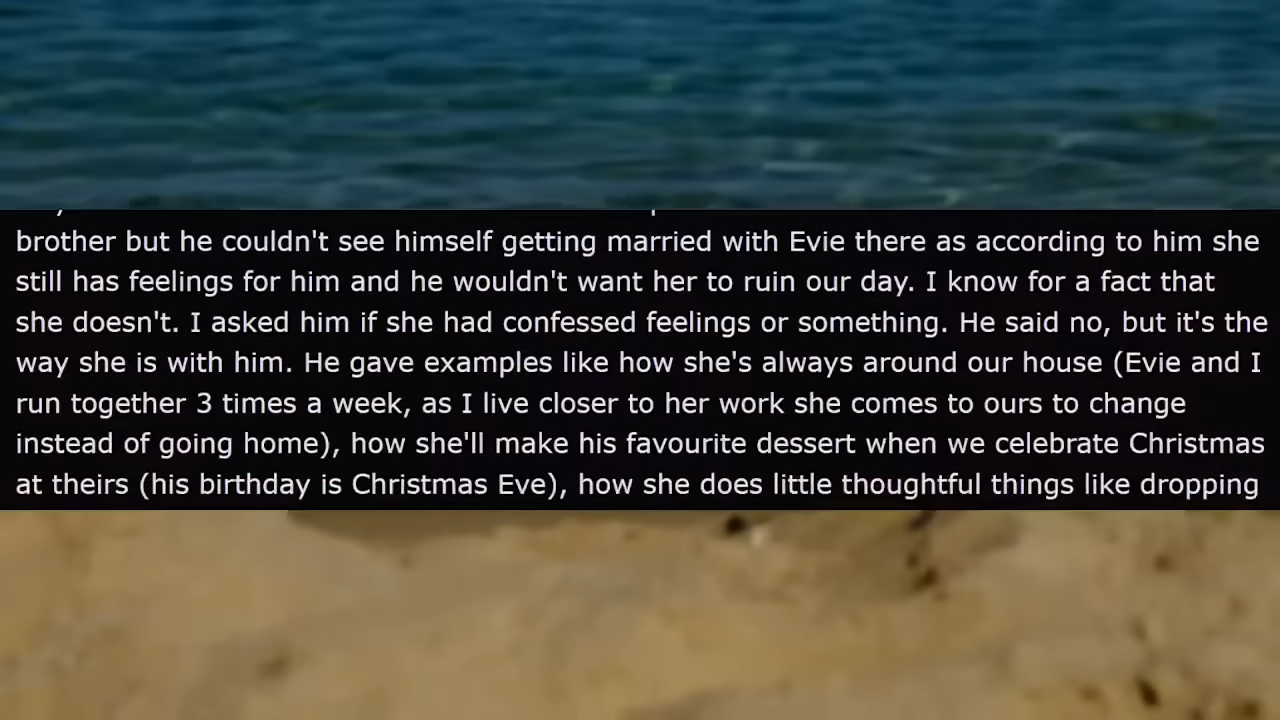 brother but he couldn't see himself getting married with Evie there as according to him she
still has feelings for him and he wouldn't want her to ruin our day. I know for a fact that
she doesn't. I asked him if she had confessed feelings or something. He said no, but it's the
way she is with him. He gave examples like how she's always around our house (Evie and I
run together 3 times a week, as I live closer to her work she comes to ours to change
instead of going home), how she'll make his favourite dessert when we celebrate Christmas
at theirs (his birthday is Christmas Eve), how she does little thoughtful things like dropping